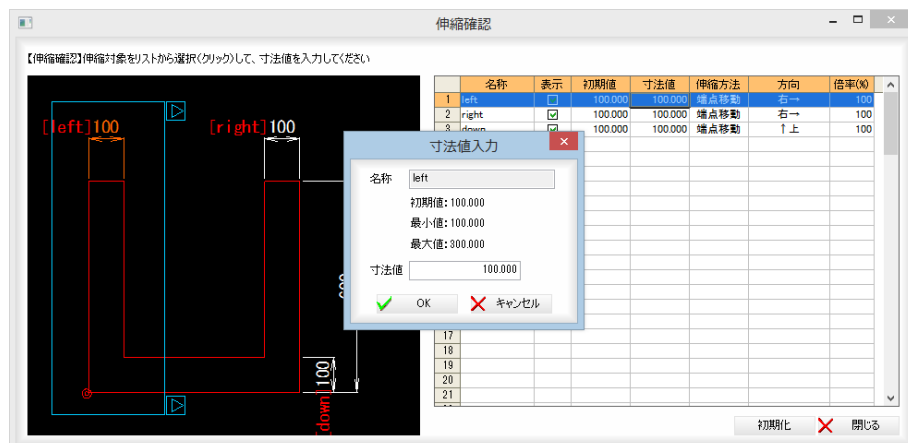 伸縮確認
【伸縮確認】伸縮対象をリストから選択(クリック)して、寸法値を入力してください
名称 表示 初期値 寸法値 伸縮方法 方向 倍率(%)
1 left 100.000 100.000 端点移動 右→ 100
2 right 100.000 100.000 端点移動 右→ 100
3 down 100.000 100.000 端点移動 ↑上 100
[left]100
[right]100
[down]100
寸法値入力
名称 left
初期値:100.000
最小値:100.000
最大値:300.000
寸法値 100.000
OK
キャンセル
17
18
19
20
21
初期化
閉じる